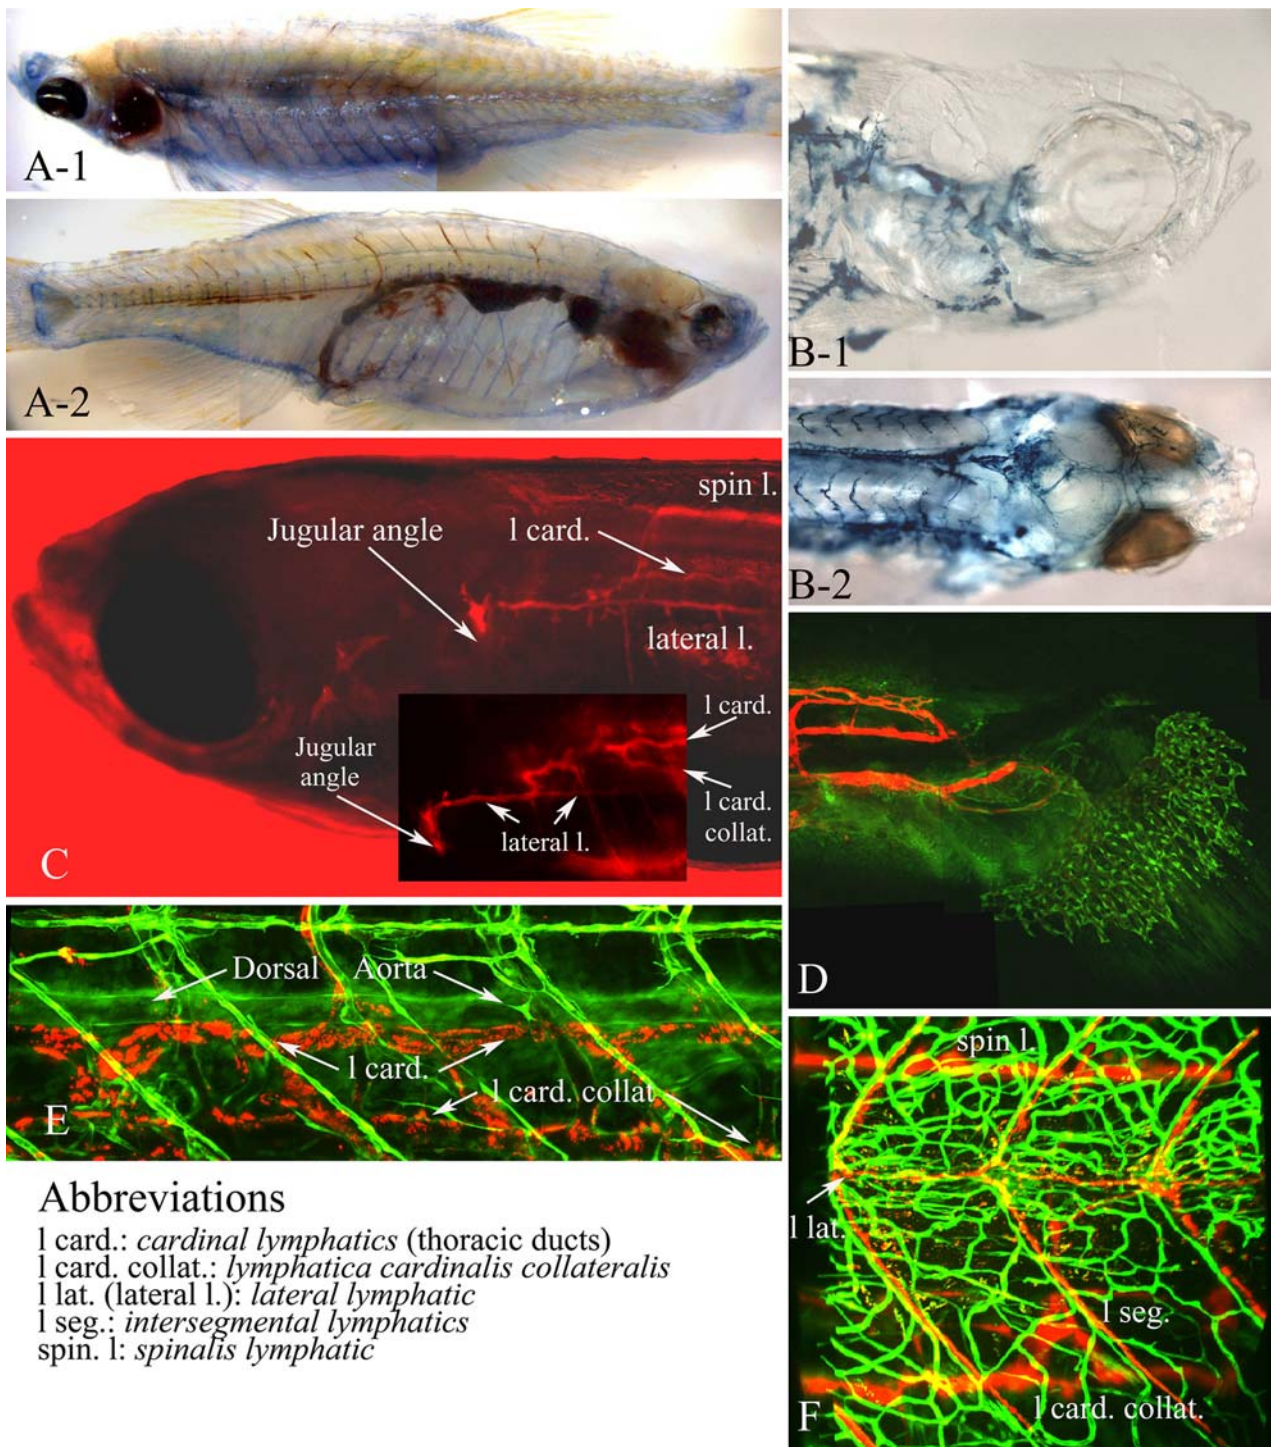 A-1
A-2
B-1
B-2
spin l.
Jugular angle
l card.
lateral l.
l card.
Jugular
angle
l card.
collat.
lateral l.
C
D
Dorsal
Aorta
l card.
l card. collat
E
spin l.
l lat.
l seg.
l card. collat.
F
Abbreviations
l card.: cardinal lymphatics (thoracic ducts)
l card. collat.: lymphatica cardinalis collateralis
l lat. (lateral l.): lateral lymphatic
l seg.: intersegmental lymphatics
spin. l: spinalis lymphatic